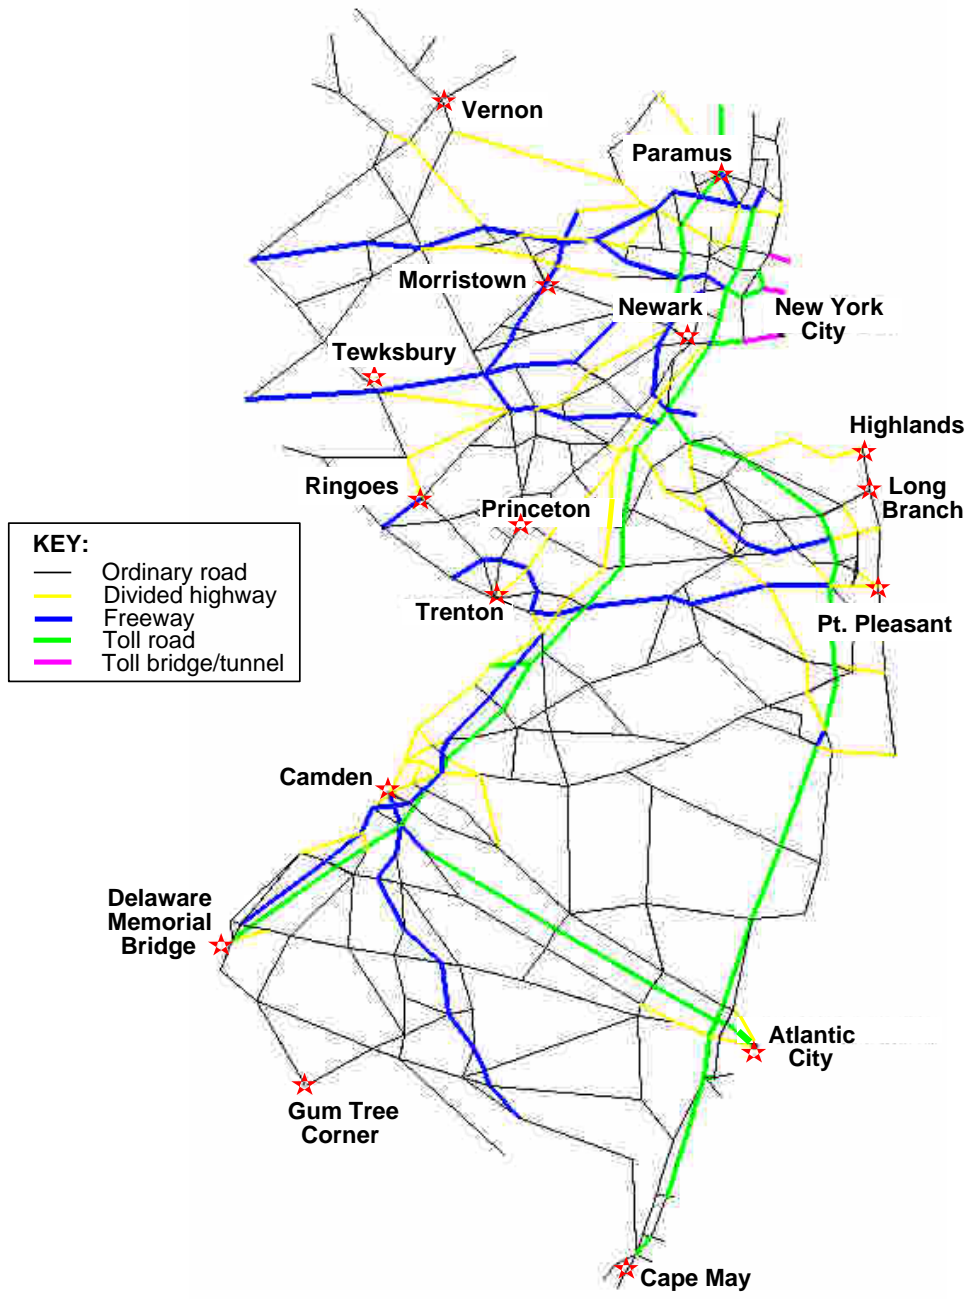 Vernon
Paramus
Morristown
Newark
New York
City
Tewksbury
Highlands
Ringoes
Long
Branch
Princeton
KEY:
Ordinary road
Divided highway
Freeway
Toll road
Toll bridge/tunnel
Trenton
Pt. Pleasant
Camden
Delaware
Memorial
Bridge
Atlantic
City
Gum Tree
Corner
Cape May